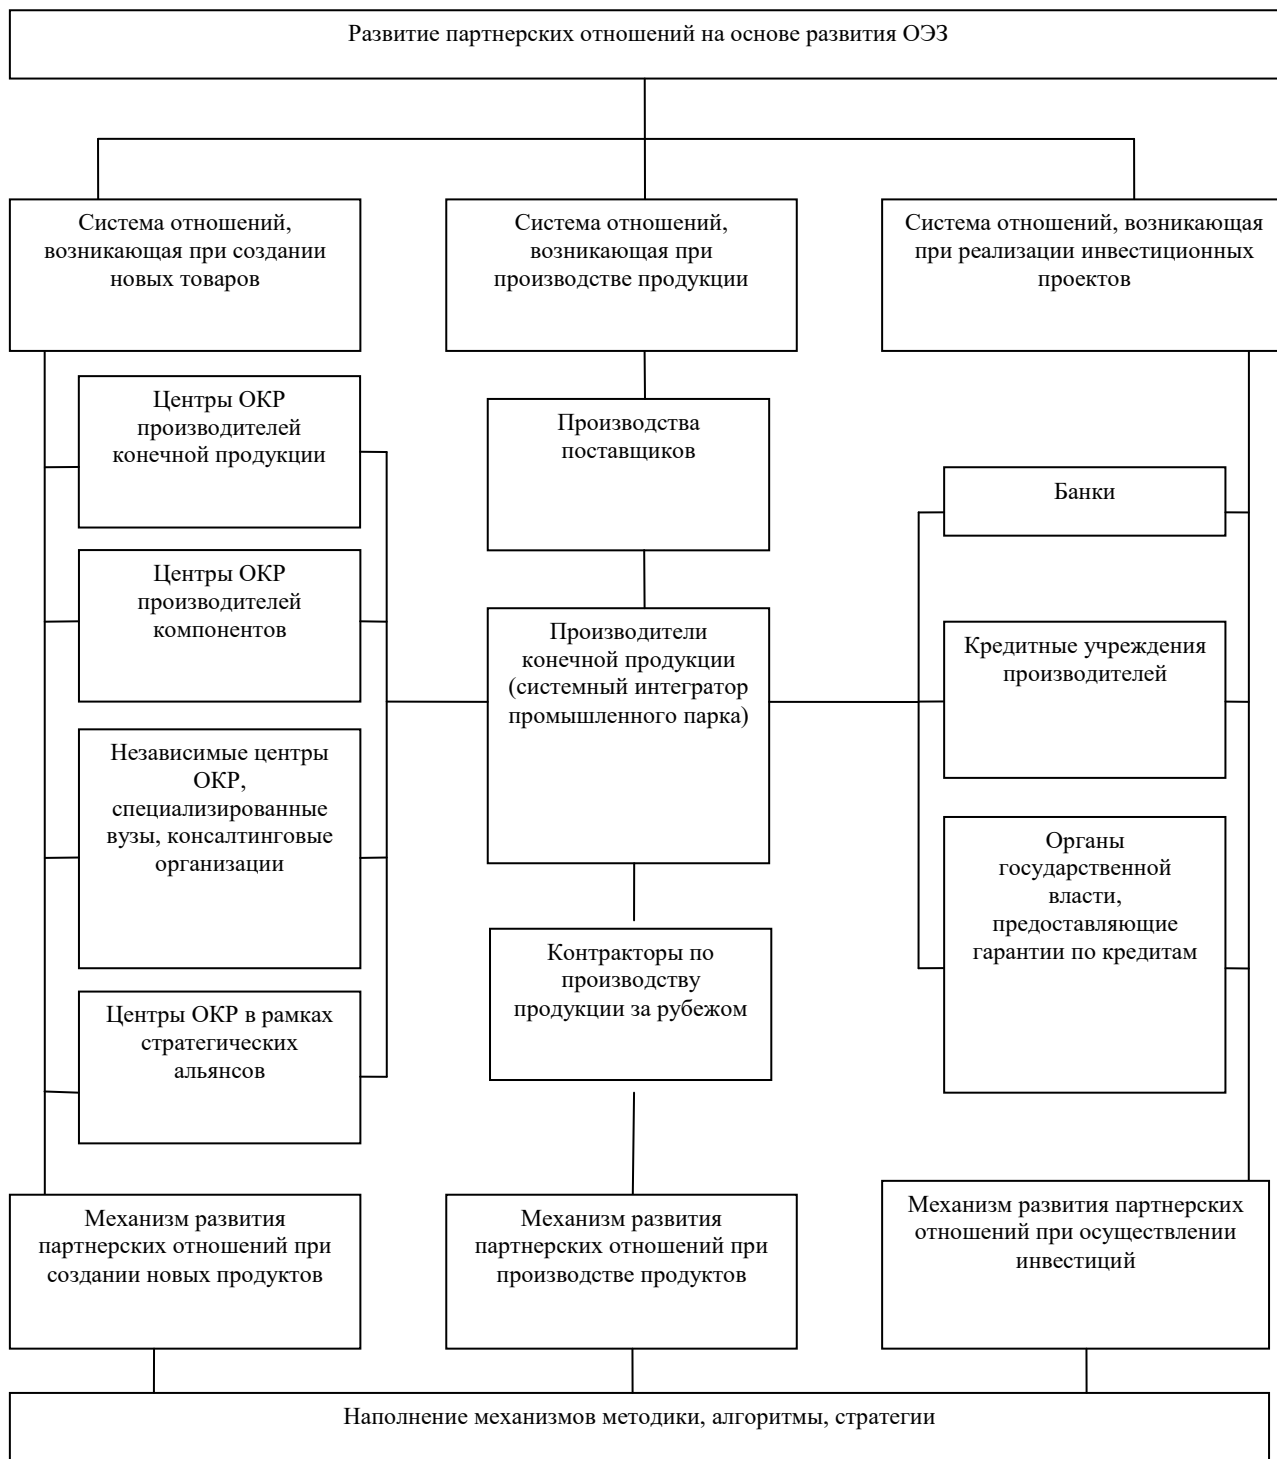 Развитие партнерских отношений на основе развития ОЭЗ
Система отношений,
возникающая при создании
новых товаров
Система отношений,
возникающая при
производстве продукции
Система отношений, возникающая
при реализации инвестиционных
проектов
Центры ОКР
производителей
конечной продукции
Центры ОКР
производителей
компонентов
Независимые центры
ОКР,
специализированные
вузы, консалтинговые
организации
Центры ОКР в рамках
стратегических
альянсов
Производства
поставщиков
Производители
конечной продукции
(системный интегратор
промышленного парка)
Контракторы по
производству
продукции за рубежом
Банки
Кредитные учреждения
производителей
Органы
государственной
власти,
предоставляющие
гарантии по кредитам
Механизм развития
партнерских отношений при
создании новых продуктов
Механизм развития
партнерских отношений при
производстве продуктов
Механизм развития партнерских
отношений при осуществлении
инвестиций
Наполнение механизмов методики, алгоритмы, стратегии